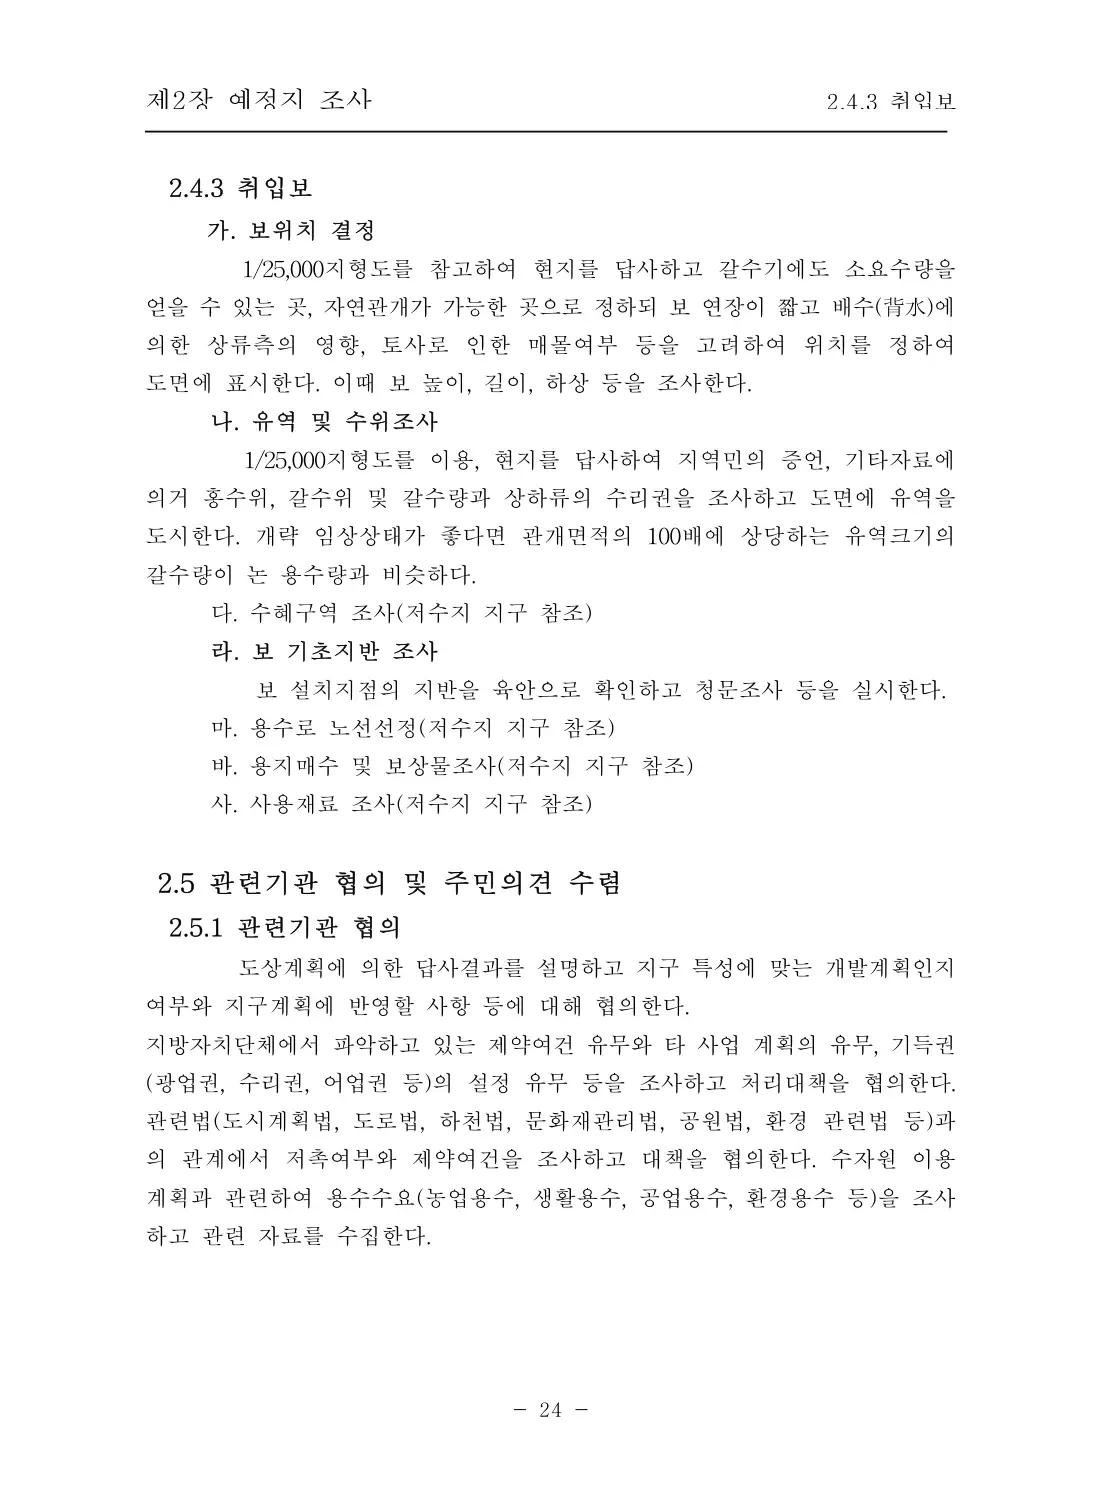 제2장 예정지 조사
2.4.3 취입보
2.4.3 취입보
가. 보위치 결정
1/25,000지형도를 참고하여 현지를 답사하고 갈수기에도 소요수량을
얻을 수 있는 곳, 자연관개가 가능한 곳으로 정하되 보 연장이 짧고 배수(背水)에
의한 상류측의 영향, 토사로 인한 매몰여부 등을 고려하여 위치를 정하여
도면에 표시한다. 이때 보 높이, 길이, 하상 등을 조사한다.
나. 유역 및 수위조사
1/25,000지형도를 이용, 현지를 답사하여 지역민의 증언, 기타자료에
의거 홍수위, 갈수위 및 갈수량과 상하류의 수리권을 조사하고 도면에 유역을
도시한다. 개략 임상상태가 좋다면 관개면적의 100배에 상당하는 유역크기의
갈수량이 논 용수량과 비슷하다.
다. 수혜구역 조사(저수지 지구 참조)
라. 보 기초지반 조사
보 설치지점의 지반을 육안으로 확인하고 청문조사 등을 실시한다.
마. 용수로 노선선정(저수지 지구 참조)
바. 용지매수 및 보상물조사(저수지 지구 참조)
사. 사용재료 조사(저수지 지구 참조)
2.5 관련기관 협의 및 주민의견 수렴
2.5.1 관련기관 협의
도상계획에 의한 답사결과를 설명하고 지구 특성에 맞는 개발계획인지
여부와 지구계획에 반영할 사항 등에 대해 협의한다.
지방자치단체에서 파악하고 있는 제약여건 유무와 타 사업 계획의 유무, 기득권
(광업권, 수리권, 어업권 등)의 설정 유무 등을 조사하고 처리대책을 협의한다.
관련법(도시계획법, 도로법, 하천법, 문화재관리법, 공원법, 환경 관련법 등)과
의 관계에서 저촉여부와 제약여건을 조사하고 대책을 협의한다. 수자원 이용
계획과 관련하여 용수수요(농업용수, 생활용수, 공업용수, 환경용수 등)을 조사
하고 관련 자료를 수집한다.
- 24 -